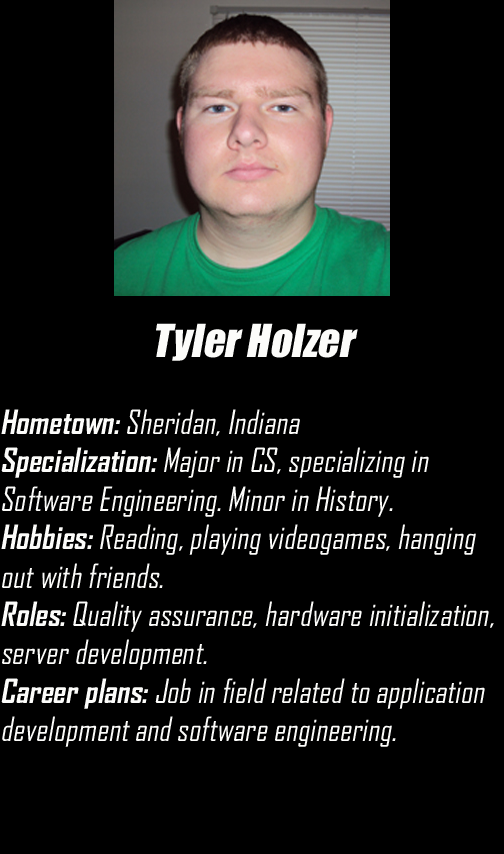 Tyler Holzer
Hometown: Sheridan, Indiana
Specialization: Major in CS, specializing in
Software Engineering. Minor in History.
Hobbies: Reading, playing videogames, hanging
out with friends.
Roles: Quality assurance, hardware initialization,
server development.
Career plans: Job in field related to application
development and software engineering.